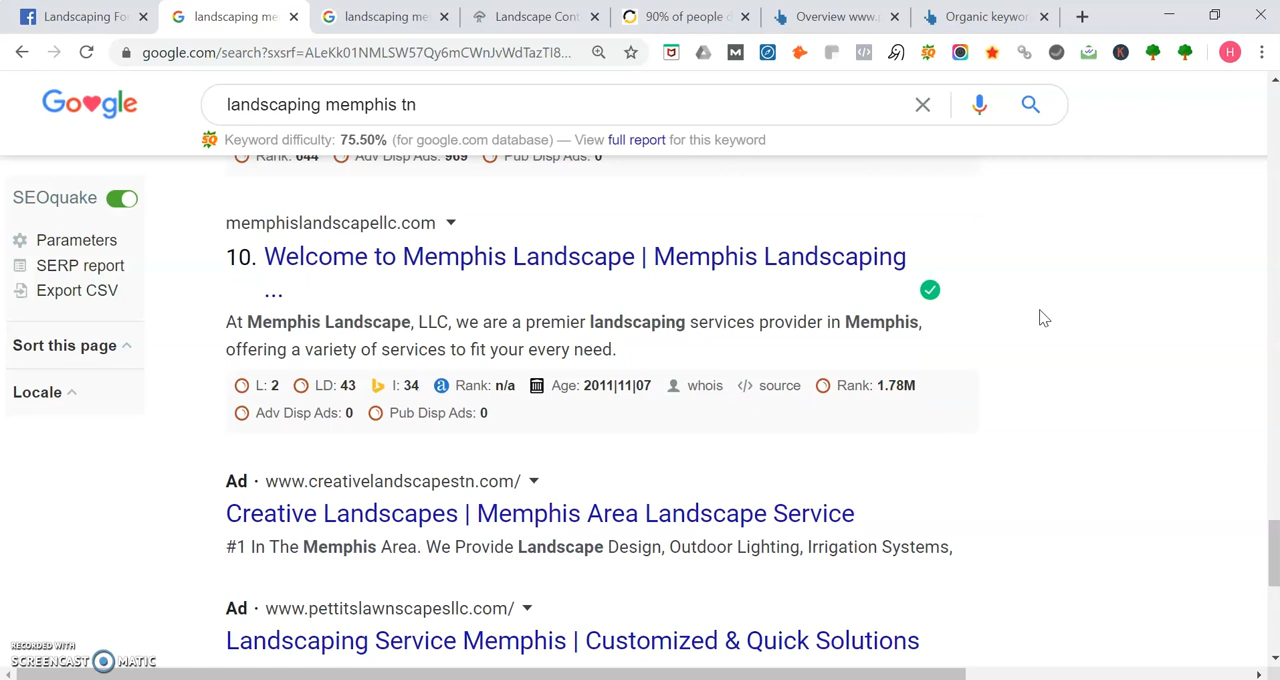 Landscaping For
landscaping me
landscaping me
Landscape Cont
90% of people d
Overview www.p
Organic keywor
google.com/search?sxsrf=ALeKk01NMLSW57Qy6mCWnJvWdTazTI8...
H
Google
landscaping memphis tn
Keyword difficulty: 75.50% (for google.com database) — View full report for this keyword
Rank: 644 Adv Disp Ads: 969 Pub Disp Ads: 0
SEOquake
Parameters
SERP report
Export CSV
Sort this page
Locale
memphislandscapellc.com
10. Welcome to Memphis Landscape | Memphis Landscaping
...
At Memphis Landscape, LLC, we are a premier landscaping services provider in Memphis,
offering a variety of services to fit your every need.
L: 2 LD: 43 I: 34 Rank: n/a Age: 2011|11|07 whois source Rank: 1.78M
Adv Disp Ads: 0 Pub Disp Ads: 0
Ad · www.creativelandscapestn.com/
Creative Landscapes | Memphis Area Landscape Service
#1 In The Memphis Area. We Provide Landscape Design, Outdoor Lighting, Irrigation Systems,
Ad · www.pettitslawnscapesllc.com/
Landscaping Service Memphis | Customized & Quick Solutions
RECORDED WITH
SCREENCAST MATIC